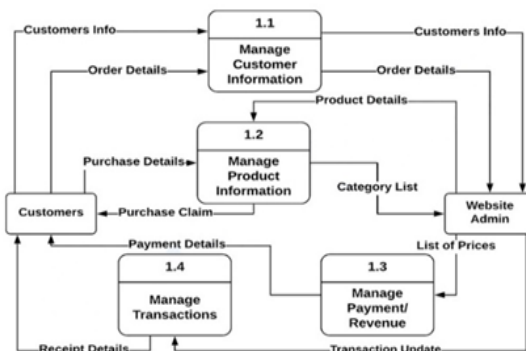 1.1
Customers Info
Customers Info
Manage
Customer
Information
Order Details
Order Details
Product Details
1.2
Manage
Product
Information
Purchase Details
Category List
Customers
Purchase Claim
Website
Admin
Payment Details
List of Prices
1.4
Manage
Transactions
1.3
Manage
Payment/
Revenue
Receipt Details
Transaction Update